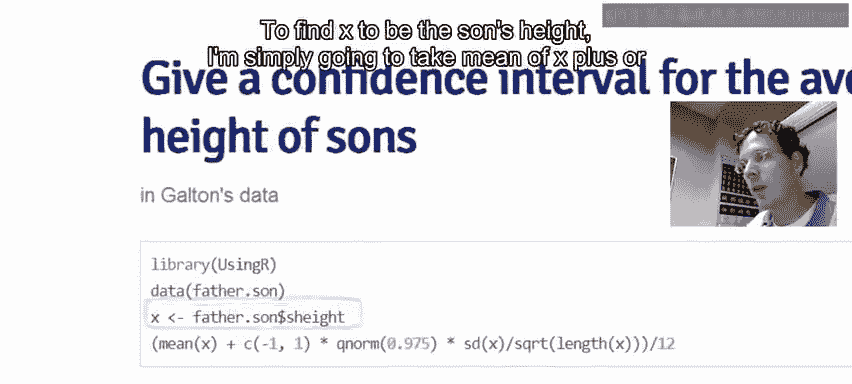 To find x to be the son's height,
I'm simply going to take mean of x plus or
Give a confidence interval for the ave
height of sons
in Galton's data
library(UsingR)
data(father.son)
x <- father.son$sheight
(mean(x) + c(-1, 1) * qnorm(0.975) * sd(x)/sqrt(length(x)))/12